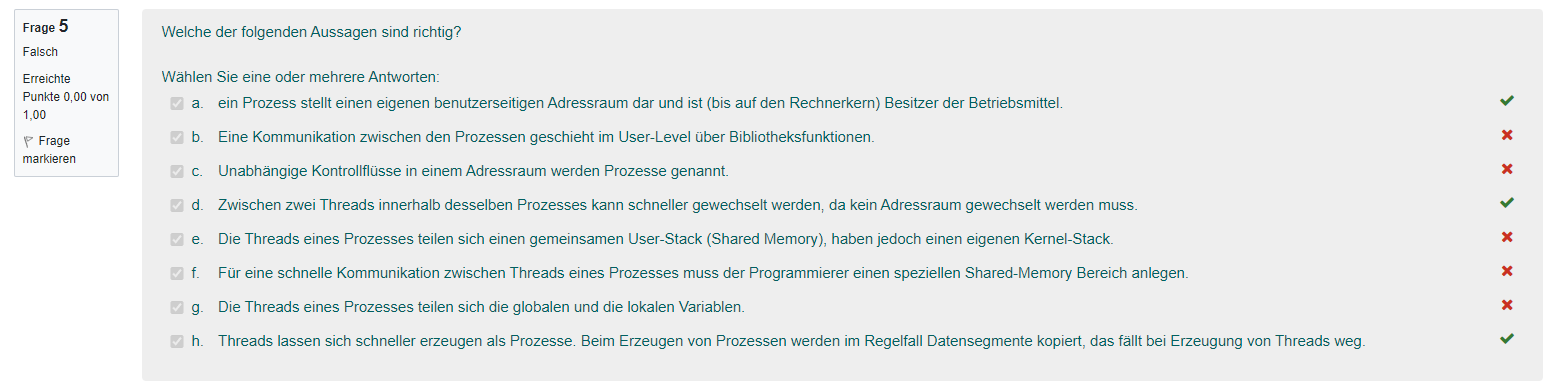 Frage 5
Falsch
Erreichte
Punkte 0,00 von
1,00
Frage
markieren
Welche der folgenden Aussagen sind richtig?
Wählen Sie eine oder mehrere Antworten:
a. ein Prozess stellt einen eigenen benutzerseitigen Adressraum dar und ist (bis auf den Rechnerkern) Besitzer der Betriebsmittel.
b. Eine Kommunikation zwischen den Prozessen geschieht im User-Level über Bibliotheksfunktionen.
c. Unabhängige Kontrollflüsse in einem Adressraum werden Prozesse genannt.
d. Zwischen zwei Threads innerhalb desselben Prozesses kann schneller gewechselt werden, da kein Adressraum gewechselt werden muss.
e. Die Threads eines Prozesses teilen sich einen gemeinsamen User-Stack (Shared Memory), haben jedoch einen eigenen Kernel-Stack.
f. Für eine schnelle Kommunikation zwischen Threads eines Prozesses muss der Programmierer einen speziellen Shared-Memory Bereich anlegen.
g. Die Threads eines Prozesses teilen sich die globalen und die lokalen Variablen.
h. Threads lassen sich schneller erzeugen als Prozesse. Beim Erzeugen von Prozessen werden im Regelfall Datensegmente kopiert, das fällt bei Erzeugung von Threads weg.